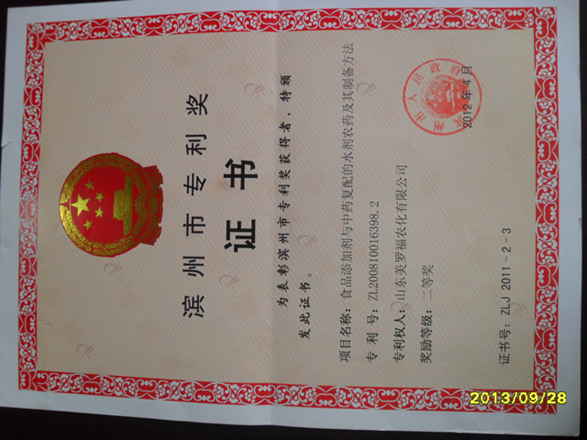 滨州市专利奖
证书
为表彰滨州市专利奖获得者，特颁
发此证书。
项目名称：食品添加剂与中药复配的水剂农药及其制备方法
专利号：ZL200810016398.2
专利权人：山东美罗福农化有限公司
奖励等级：二等奖
2012年4月
证书号：ZLJ 2011-2-3
2013/09/28